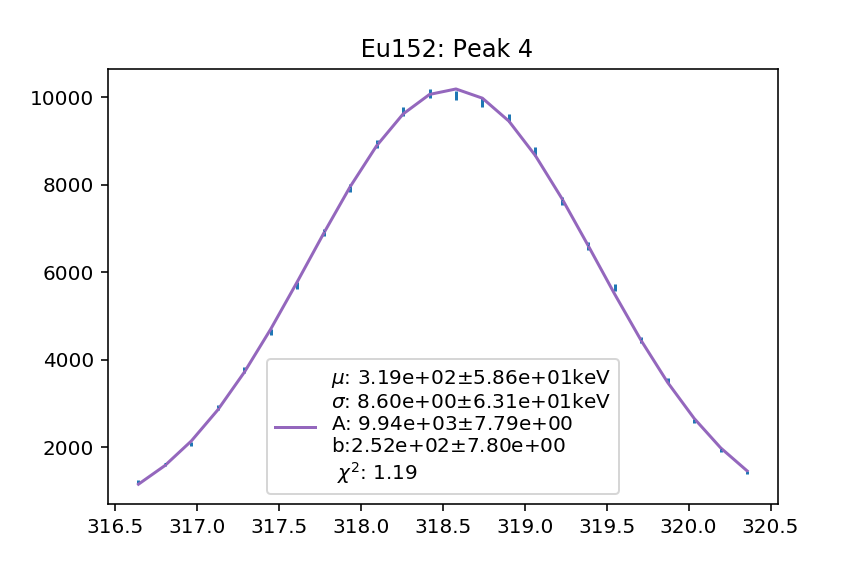 Eu152: Peak 4
10000
8000
6000
4000
2000
μ: 3.19e+02±5.86e+01keV
σ: 8.60e+00±6.31e+01keV
A: 9.94e+03±7.79e+00
b:2.52e+02±7.80e+00
χ²: 1.19
316.5 317.0 317.5 318.0 318.5 319.0 319.5 320.0 320.5